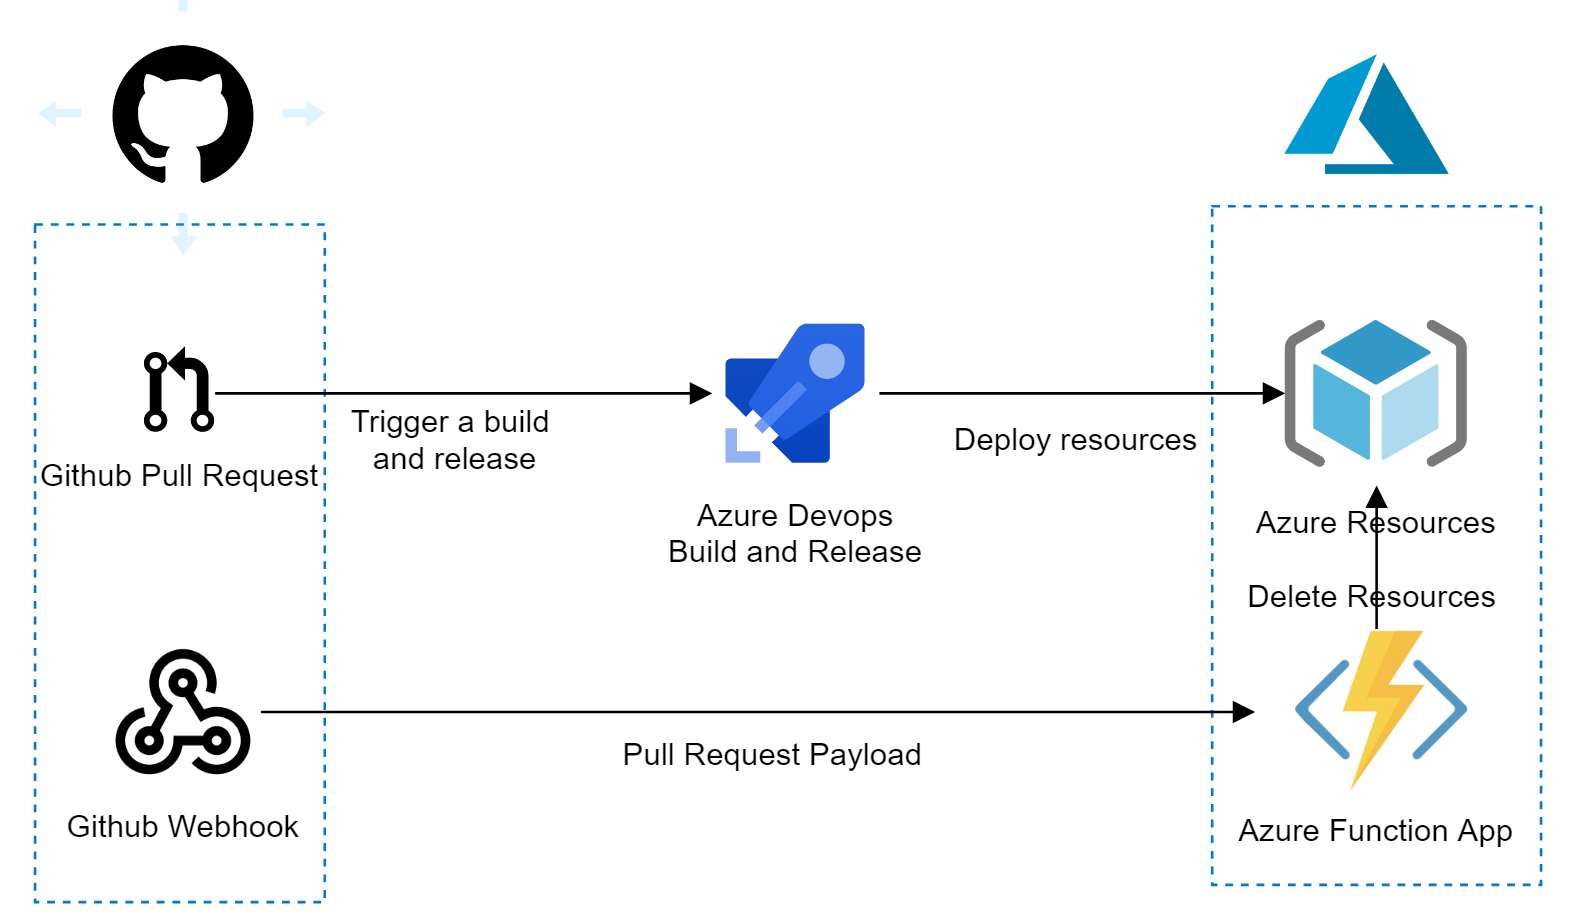 Trigger a build
and release
Github Pull Request
Deploy resources
Azure Devops
Build and Release
Azure Resources
Delete Resources
Pull Request Payload
Github Webhook
Azure Function App